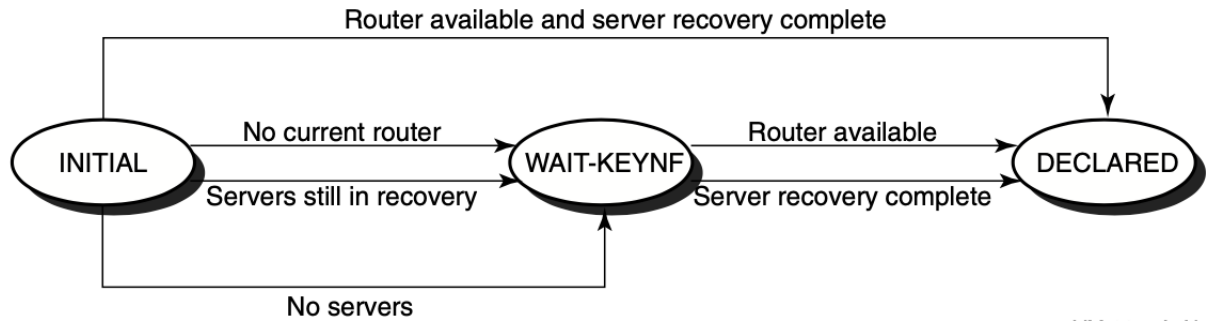 Router available and server recovery complete
No current router
Router available
INITIAL
WAIT-KEYNF
DECLARED
Servers still in recovery
Server recovery complete
No servers